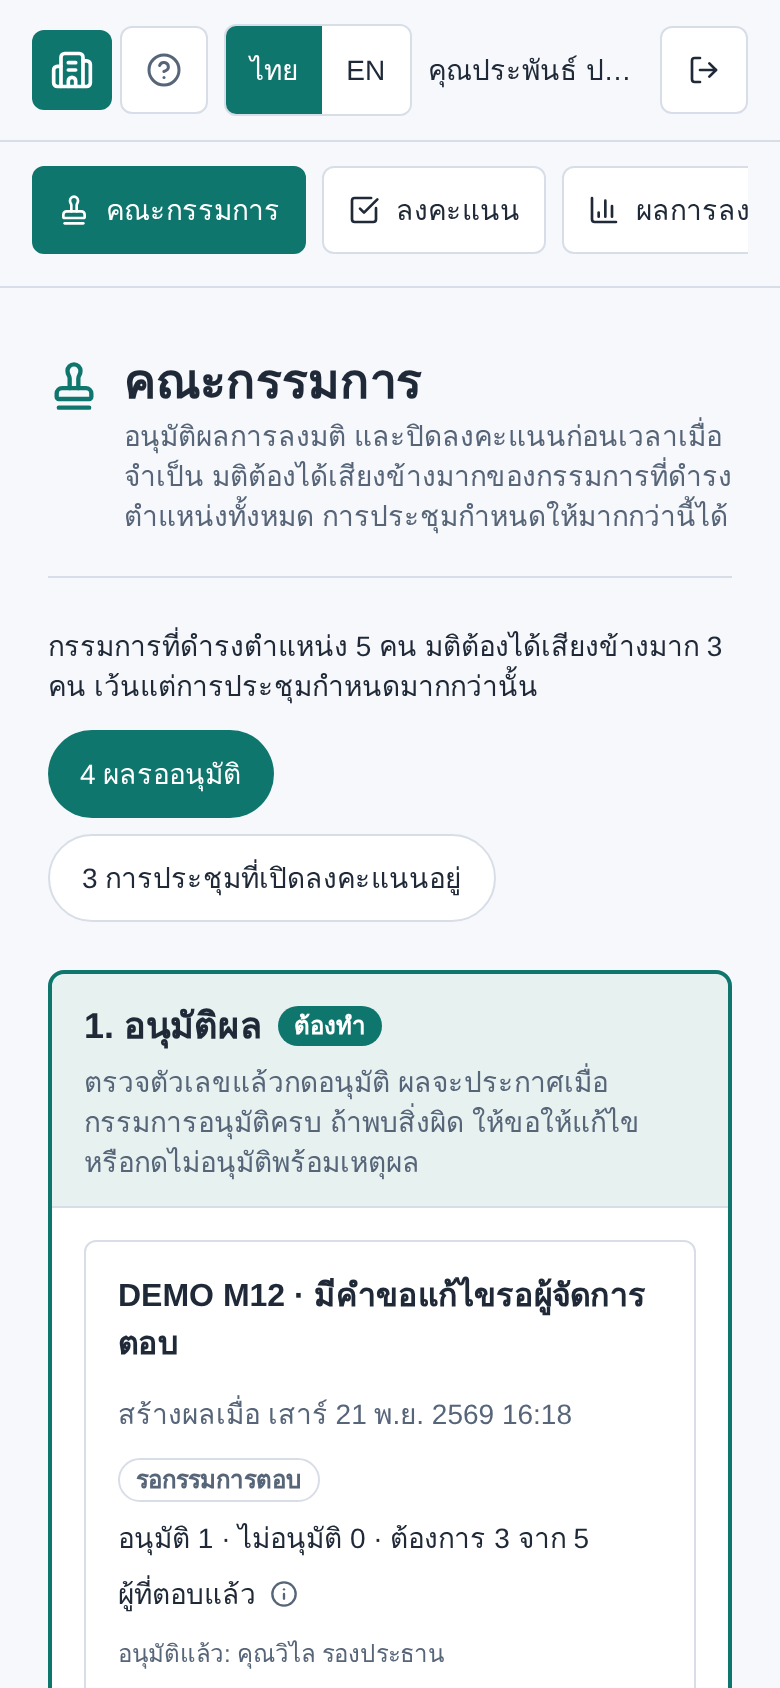 ไทย
EN
คุณประพันธ์ ป...
คณะกรรมการ
ลงคะแนน
ผลการลง
คณะกรรมการ
อนุมัติผลการลงมติ และปิดลงคะแนนก่อนเวลาเมื่อ
จำเป็น มติต้องได้เสียงข้างมากของกรรมการที่ดำรง
ตำแหน่งทั้งหมด การประชุมกำหนดให้มากกว่านี้ได้
กรรมการที่ดำรงตำแหน่ง 5 คน มติต้องได้เสียงข้างมาก 3
คน เว้นแต่การประชุมกำหนดมากกว่านั้น
4 ผลรออนุมัติ
3 การประชุมที่เปิดลงคะแนนอยู่
1. อนุมัติผล ต้องทำ
ตรวจตัวเลขแล้วกดอนุมัติ ผลจะประกาศเมื่อ
กรรมการอนุมัติครบ ถ้าพบสิ่งผิด ให้ขอให้แก้ไข
หรือกดไม่อนุมัติพร้อมเหตุผล
DEMO M12 · มีคำขอแก้ไขรอผู้จัดการ
ตอบ
สร้างผลเมื่อ เสาร์ 21 พ.ย. 2569 16:18
รอกรรมการตอบ
อนุมัติ 1 · ไม่อนุมัติ 0 · ต้องการ 3 จาก 5
ผู้ที่ตอบแล้ว
อนุมัติแล้ว: คุณวิไล รองประธาน